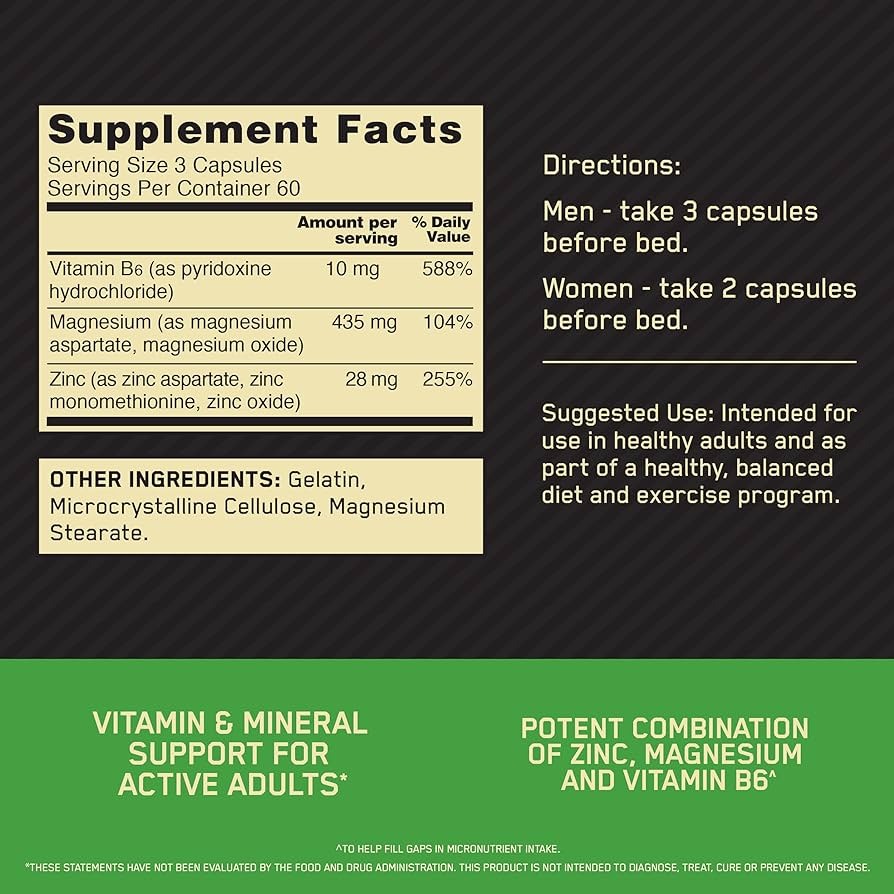 Supplement Facts
Serving Size 3 Capsules
Servings Per Container 60
Amount per % Daily
serving Value
Vitamin B6 (as pyridoxine 10 mg 588%
hydrochloride)
Magnesium (as magnesium 435 mg 104%
aspartate, magnesium oxide)
Zinc (as zinc aspartate, zinc 28 mg 255%
monomethionine, zinc oxide)
OTHER INGREDIENTS: Gelatin,
Microcrystalline Cellulose, Magnesium
Stearate.
Directions:
Men - take 3 capsules
before bed.
Women - take 2 capsules
before bed.
Suggested Use: Intended for
use in healthy adults and as
part of a healthy, balanced
diet and exercise program.
VITAMIN & MINERAL
SUPPORT FOR
ACTIVE ADULTS*
POTENT COMBINATION
OF ZINC, MAGNESIUM
AND VITAMIN B6^
^TO HELP FILL GAPS IN MICRONUTRIENT INTAKE.
*THESE STATEMENTS HAVE NOT BEEN EVALUATED BY THE FOOD AND DRUG ADMINISTRATION. THIS PRODUCT IS NOT INTENDED TO DIAGNOSE, TREAT, CURE OR PREVENT ANY DISEASE.